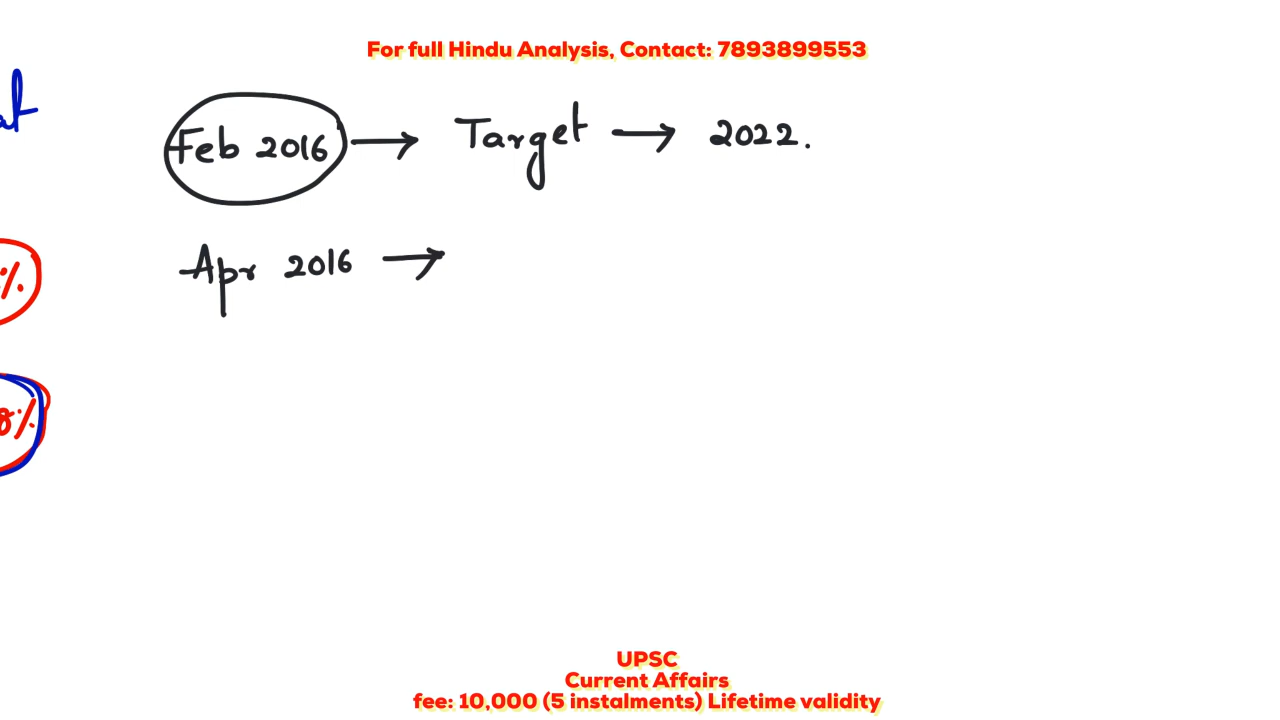 For full Hindu Analysis, Contact: 7893899553
Feb 2016 → Target → 2022.
Apr 2016 →
%
8%
UPSC
Current Affairs
fee: 10,000 (5 instalments) Lifetime validity